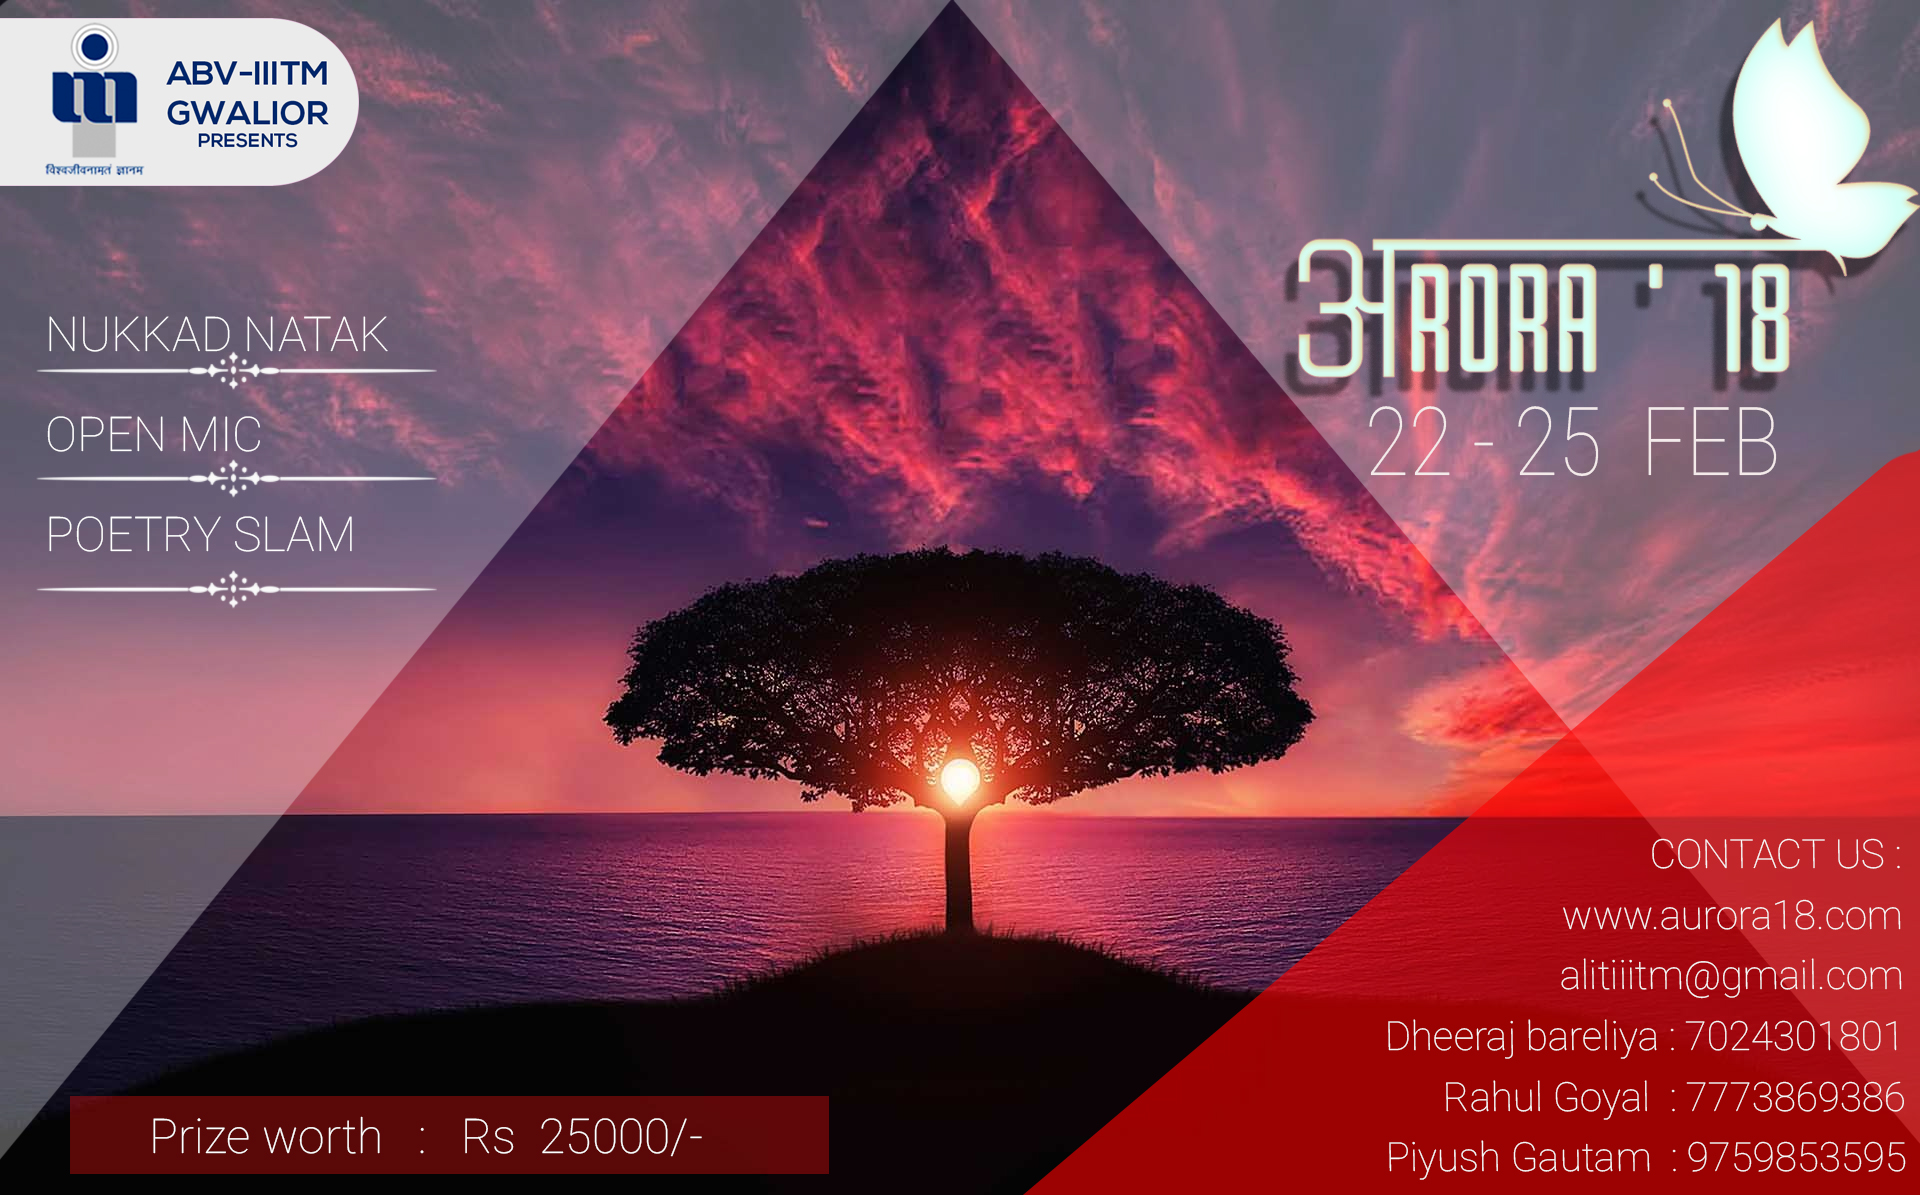 ABV-IIITM
GWALIOR
PRESENTS
विश्वजीवनामतं ज्ञानम
अRORA ' 18
22 - 25 FEB
NUKKAD NATAK
OPEN MIC
POETRY SLAM
CONTACT US :
www.aurora18.com
alitiiitm@gmail.com
Dheeraj bareliya : 7024301801
Rahul Goyal : 7773869386
Piyush Gautam : 9759853595
Prize worth : Rs 25000/-